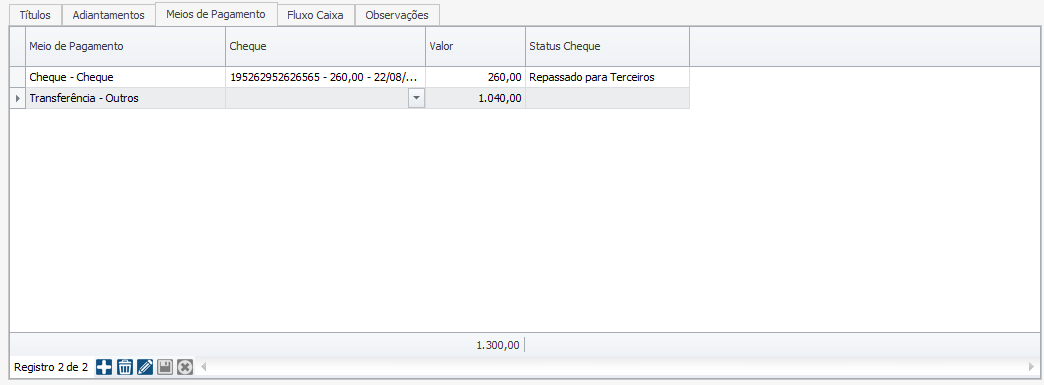 Títulos Adiantamentos Meios de Pagamento Fluxo Caixa Observações
Meio de Pagamento Cheque Valor Status Cheque
Cheque - Cheque 195262952626565 - 260,00 - 22/08/... 260,00 Repassado para Terceiros
Transferência - Outros 1.040,00
1.300,00
Registro 2 de 2